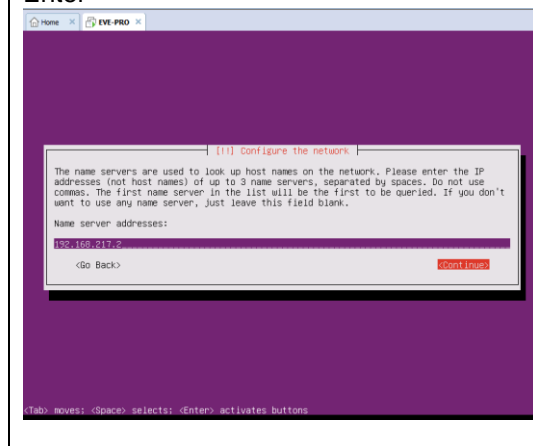 Enter
Home × EVE-PRO ×
[!!] Configure the network
The name servers are used to look up host names on the network. Please enter the IP
addresses (not host names) of up to 3 name servers, separated by spaces. Do not use
commas. The first name server in the list will be the first to be queried. If you don't
want to use any name server, just leave this field blank.
Name server addresses:
192.168.217.2
<Go Back> <Continue>
<Tab> moves; <Space> selects; <Enter> activates buttons